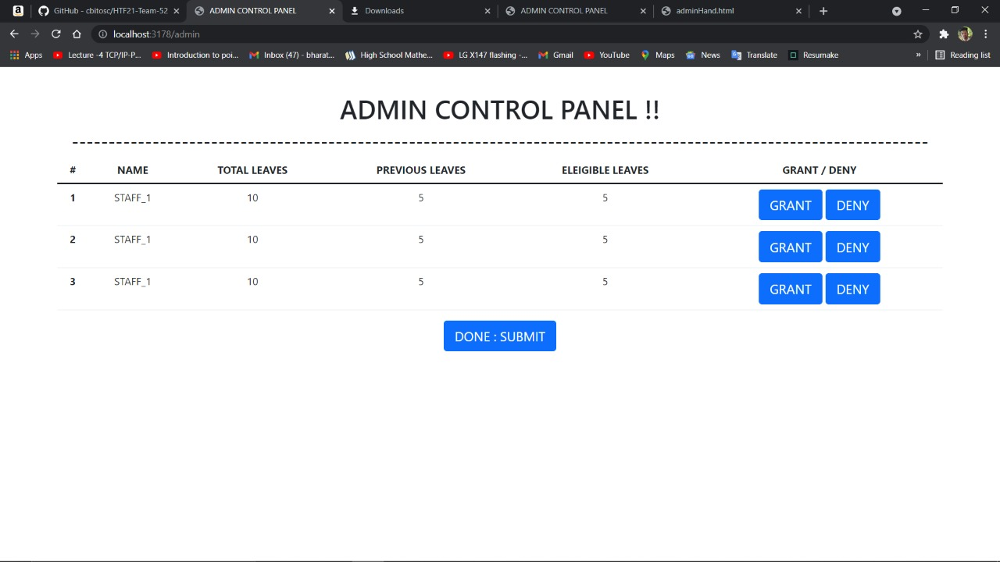 GitHub - cbitosc/HTF21-Team-52
ADMIN CONTROL PANEL
Downloads
ADMIN CONTROL PANEL
adminHand.html
localhost:3178/admin
Apps
Lecture -4 TCP/IP-P...
Introduction to poi...
Inbox (47) - bharat...
High School Mathe...
LG X147 flashing -...
Gmail
YouTube
Maps
News
Translate
Resumake
»
Reading list
ADMIN CONTROL PANEL !!
# NAME TOTAL LEAVES PREVIOUS LEAVES ELEIGIBLE LEAVES GRANT / DENY
1 STAFF_1 10 5 5 GRANT DENY
2 STAFF_1 10 5 5 GRANT DENY
3 STAFF_1 10 5 5 GRANT DENY
DONE : SUBMIT